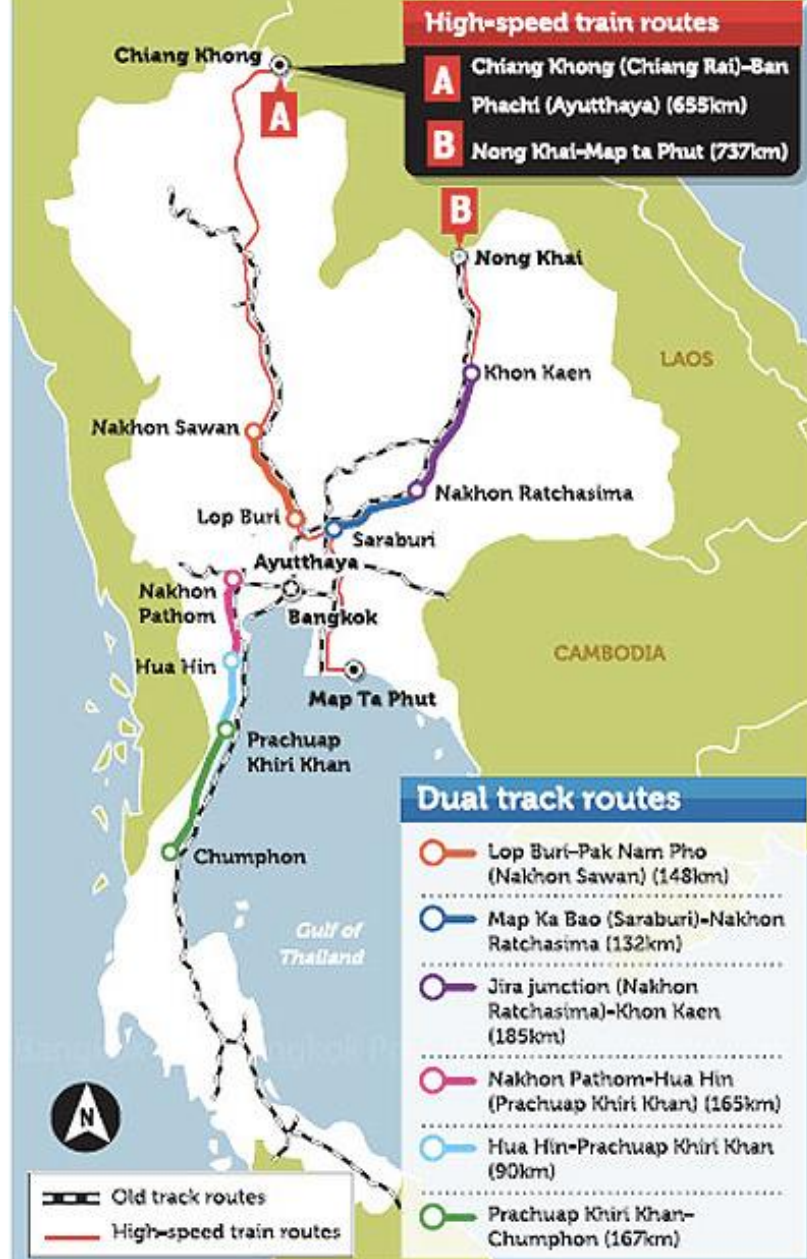 High-speed train routes
A
Chiang Khong (Chiang Rai)-Ban
Phachi (Ayutthaya) (655km)
B
Nong Khai-Map ta Phut (737km)
Chiang Khong
A
B
Nong Khai
LAOS
Khon Kaen
Nakhon Sawan
Nakhon Ratchasima
Lop Buri
Saraburi
Ayutthaya
Nakhon
Pathom
Bangkok
Hua Hin
CAMBODIA
Map Ta Phut
Prachuap
Khiri Khan
Chumphon
Gulf of
Thailand
Dual track routes
Lop Buri-Pak Nam Pho
(Nakhon Sawan) (148km)
Map Ka Bao (Saraburi)-Nakhon
Ratchasima (132km)
Jira junction (Nakhon
Ratchasima)-Khon Kaen
(185km)
Nakhon Pathom-Hua Hin
(Prachuap Khiri Khan) (165km)
Hua Hin-Prachuap Khiri Khan
(90km)
Prachuap Khiri Khan-
Chumphon (167km)
N
Old track routes
High-speed train routes